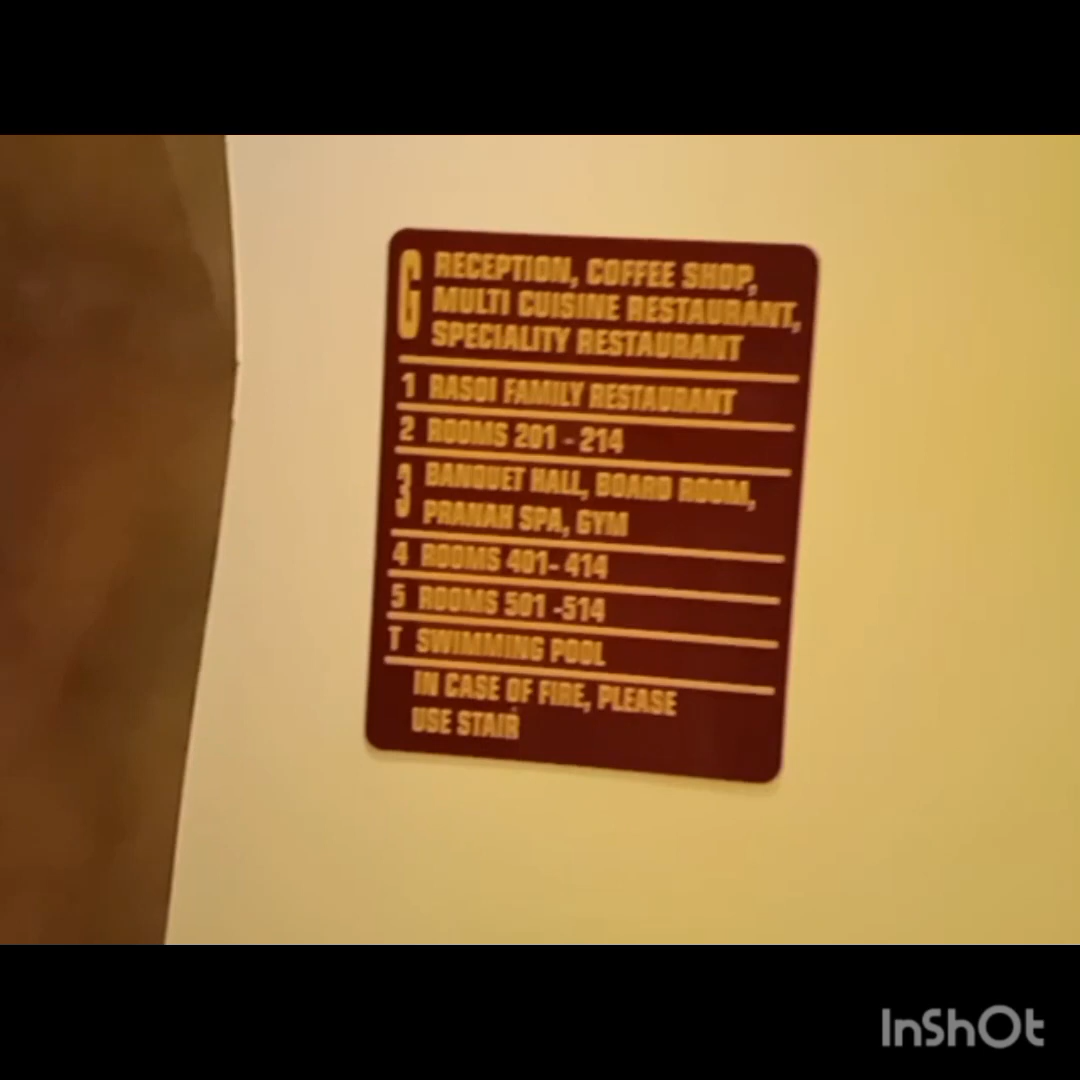 G RECEPTION, COFFEE SHOP,
MULTI CUISINE RESTAURANT,
SPECIALITY RESTAURANT
1 RASOI FAMILY RESTAURANT
2 ROOMS 201 - 214
3 BANQUET HALL, BOARD ROOM,
PRANAH SPA, GYM
4 ROOMS 401- 414
5 ROOMS 501 -514
T SWIMMING POOL
IN CASE OF FIRE, PLEASE
USE STAIR
InShOt